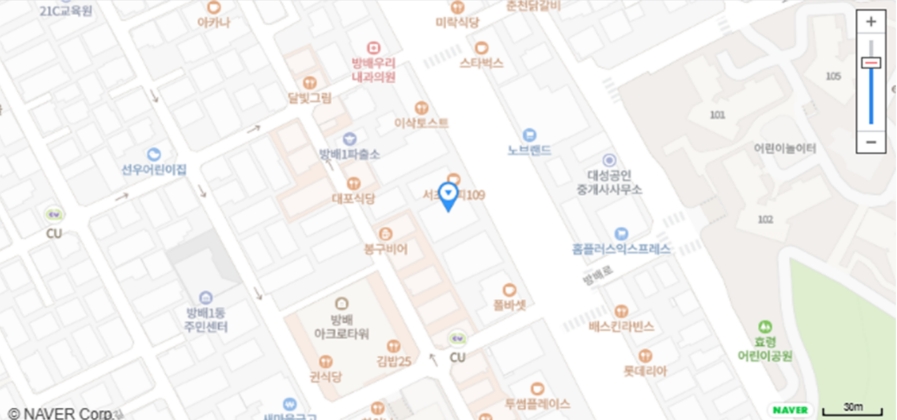 21C교육원
아카나
미락식당
춘천닭갈비
방배우리
내과의원
스타벅스
달빛그림
이삭토스트
105
101
방배1파출소
노브랜드
어린이놀이터
선우어린이집
대성공인
중개사사무소
대포식당
109
102
CU
봉구비어
홈플러스익스프레스
방배로
방배1동
주민센터
방배
아크로타워
폴바셋
배스킨라빈스
CU
효령
어린이공원
김밥25
권식당
롯데리아
투썸플레이스
새마을금고
NAVER
30m
© NAVER Corp.